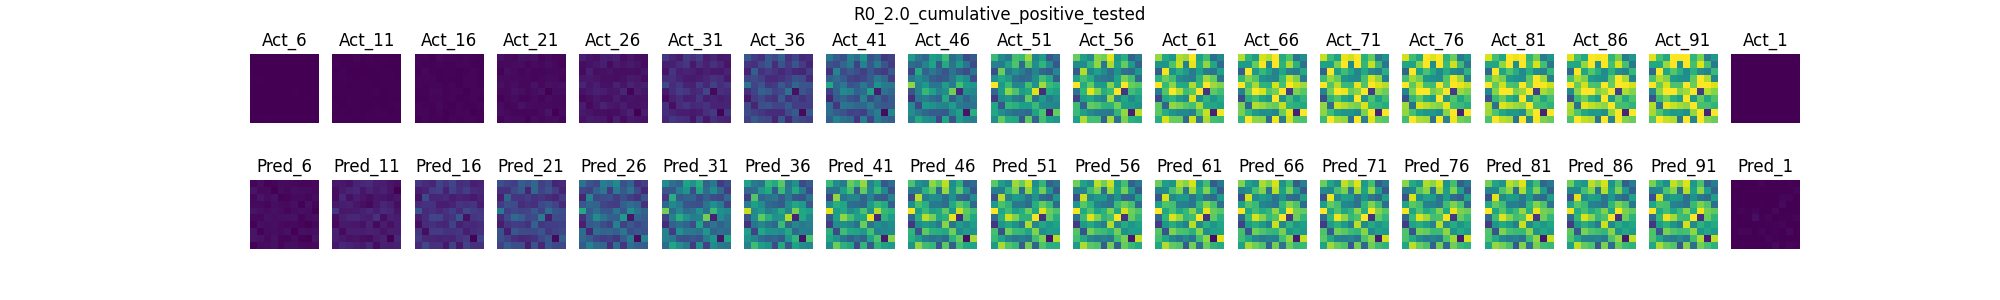 R0_2.0_cumulative_positive_tested
Act_6 Act_11 Act_16 Act_21 Act_26 Act_31 Act_36 Act_41 Act_46 Act_51 Act_56 Act_61 Act_66 Act_71 Act_76 Act_81 Act_86 Act_91 Act_1
Pred_6 Pred_11 Pred_16 Pred_21 Pred_26 Pred_31 Pred_36 Pred_41 Pred_46 Pred_51 Pred_56 Pred_61 Pred_66 Pred_71 Pred_76 Pred_81 Pred_86 Pred_91 Pred_1